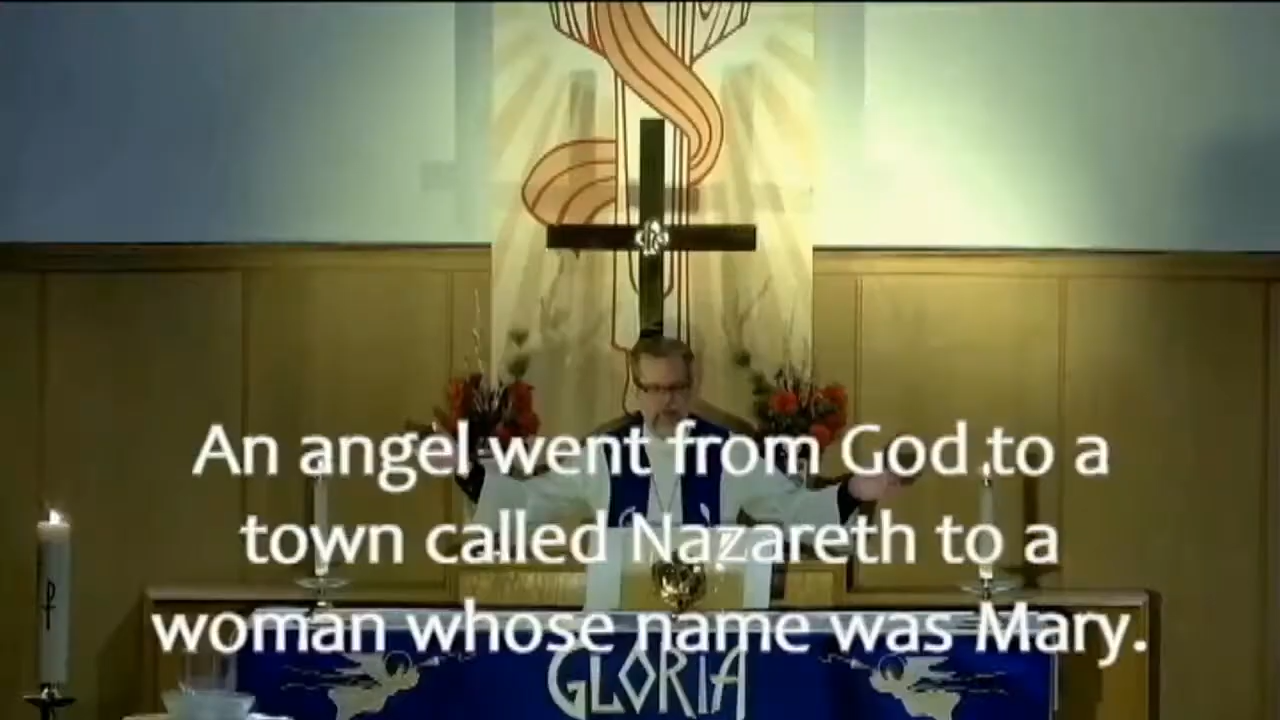 An angel went from God to a
town called Nazareth to a
woman whose name was Mary.
GLORIA